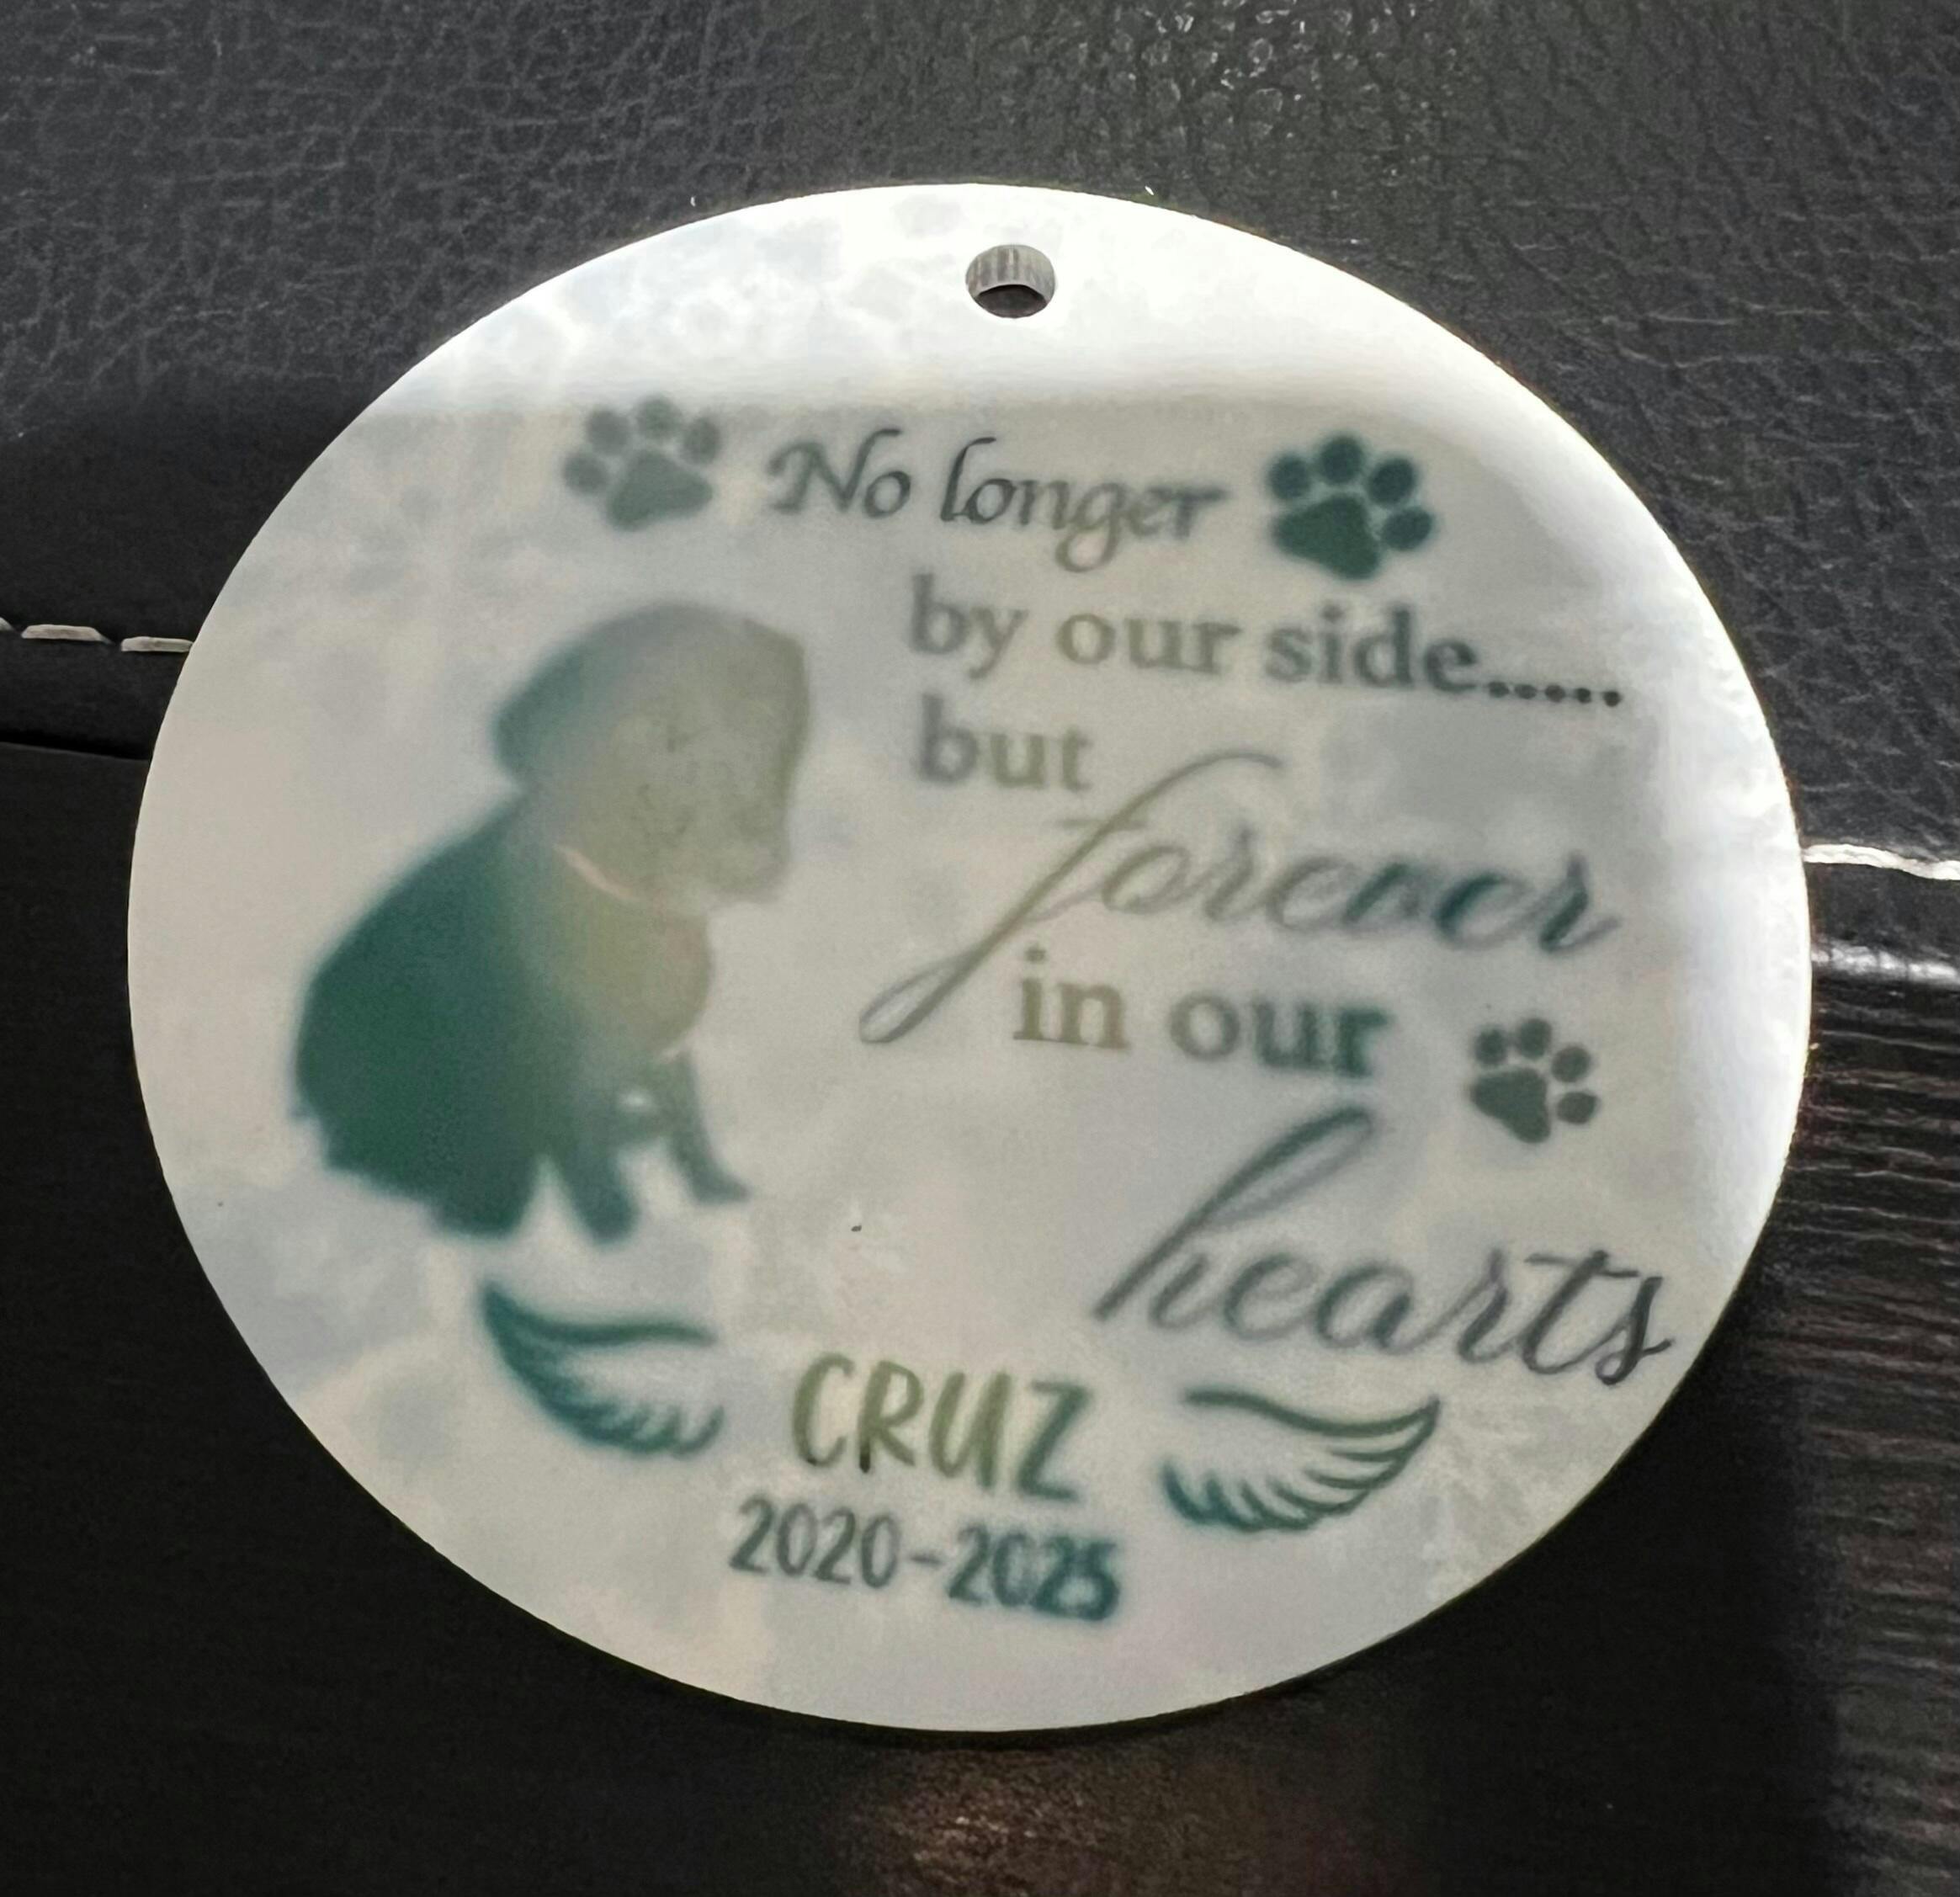 No longer
by our side.....
but
forever
in our
hearts
CRUZ
2020-2025